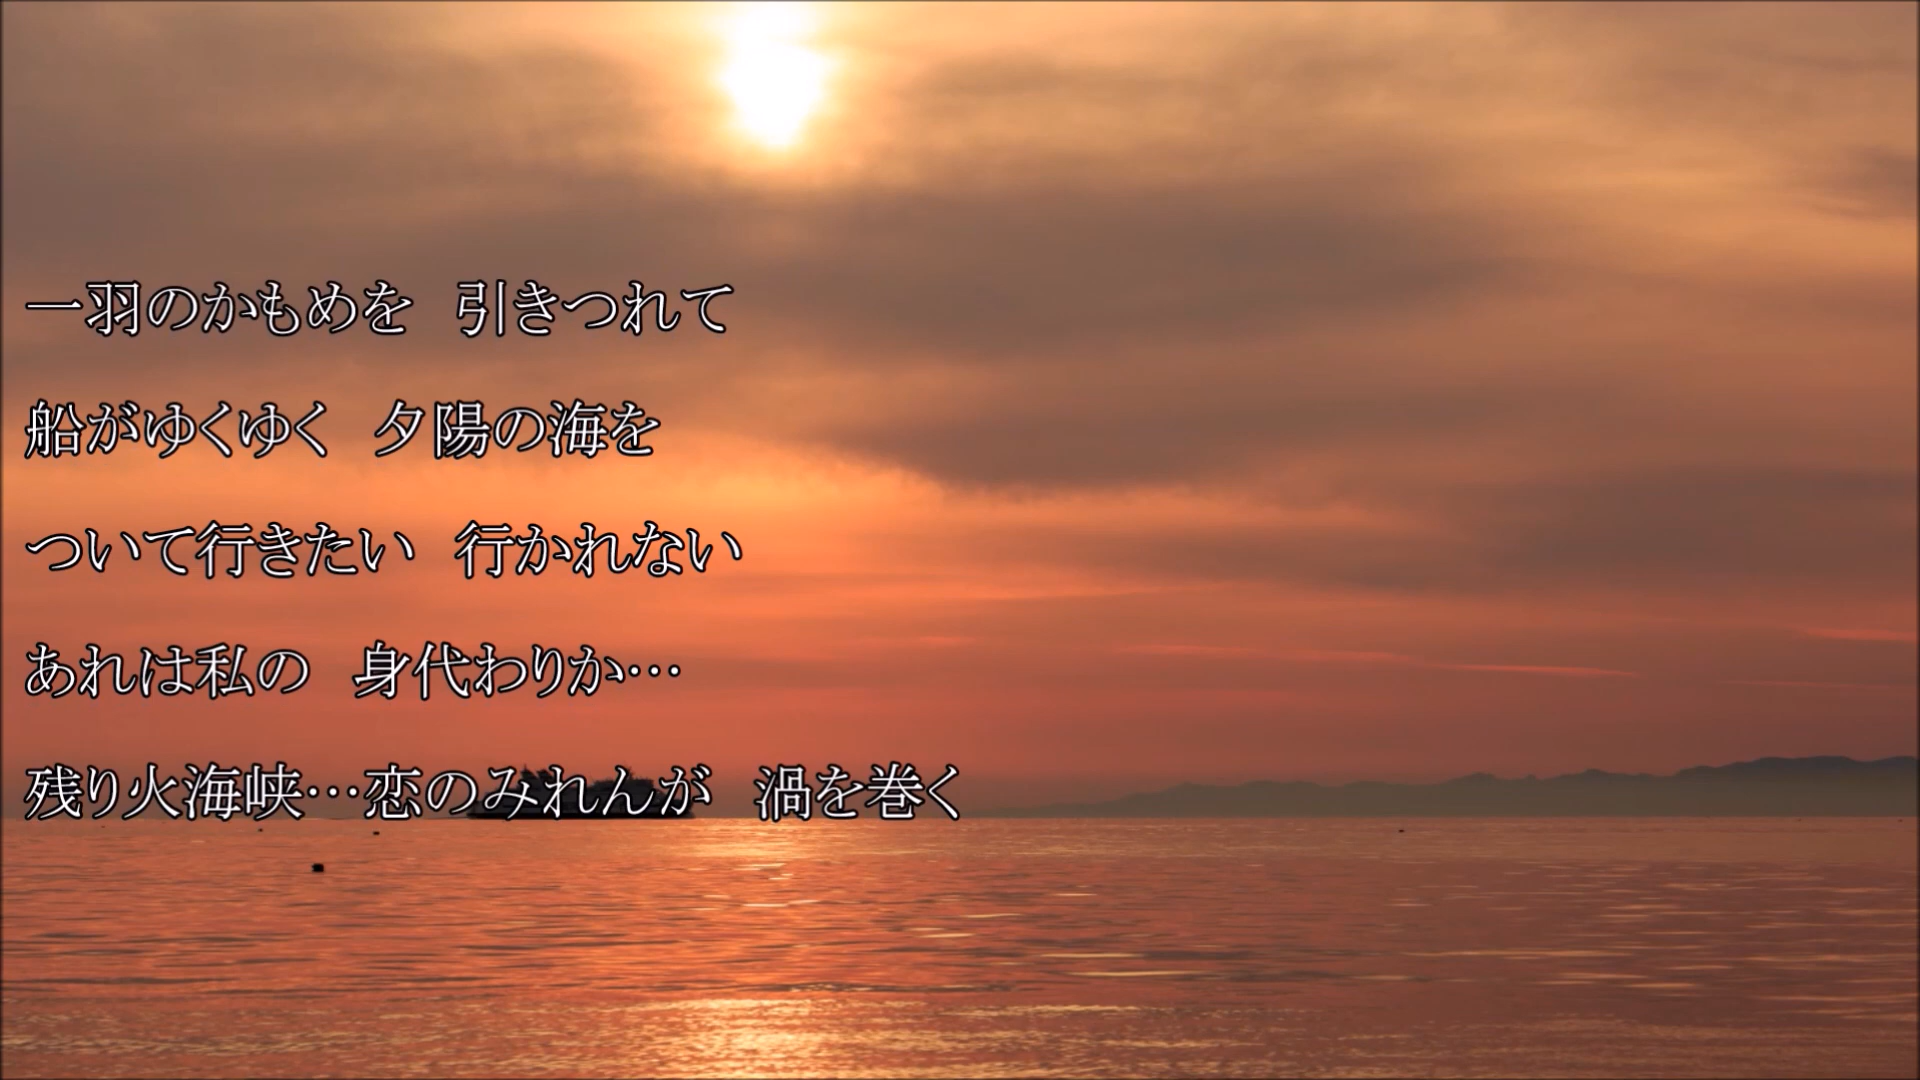 一羽のかもめを　引きつれて
船がゆくゆく　夕陽の海を
ついて行きたい　行かれない
あれは私の　身代わりか…
残り火海峡…恋のみれんが　渦を巻く